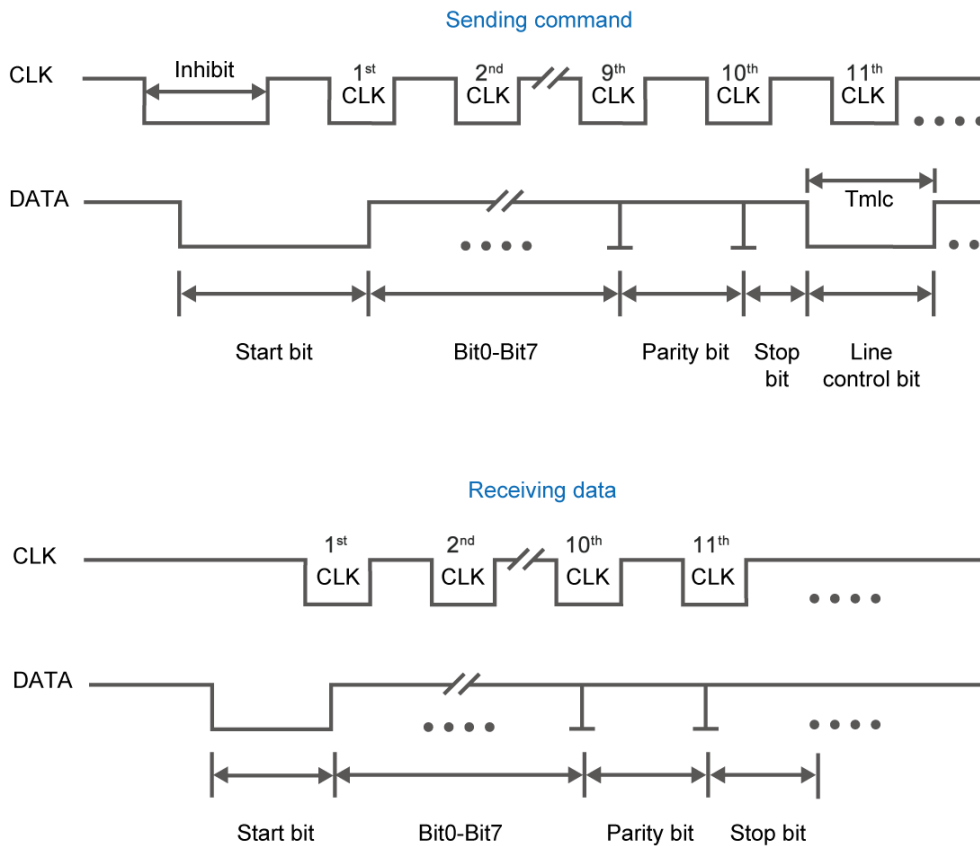 Sending command
CLK
Inhibit
1st
CLK
2nd
CLK
9th
CLK
10th
CLK
11th
CLK
DATA
Tmlc
Start bit
Bit0-Bit7
Parity bit
Stop
bit
Line
control bit
Receiving data
CLK
1st
CLK
2nd
CLK
10th
CLK
11th
CLK
DATA
Start bit
Bit0-Bit7
Parity bit
Stop bit